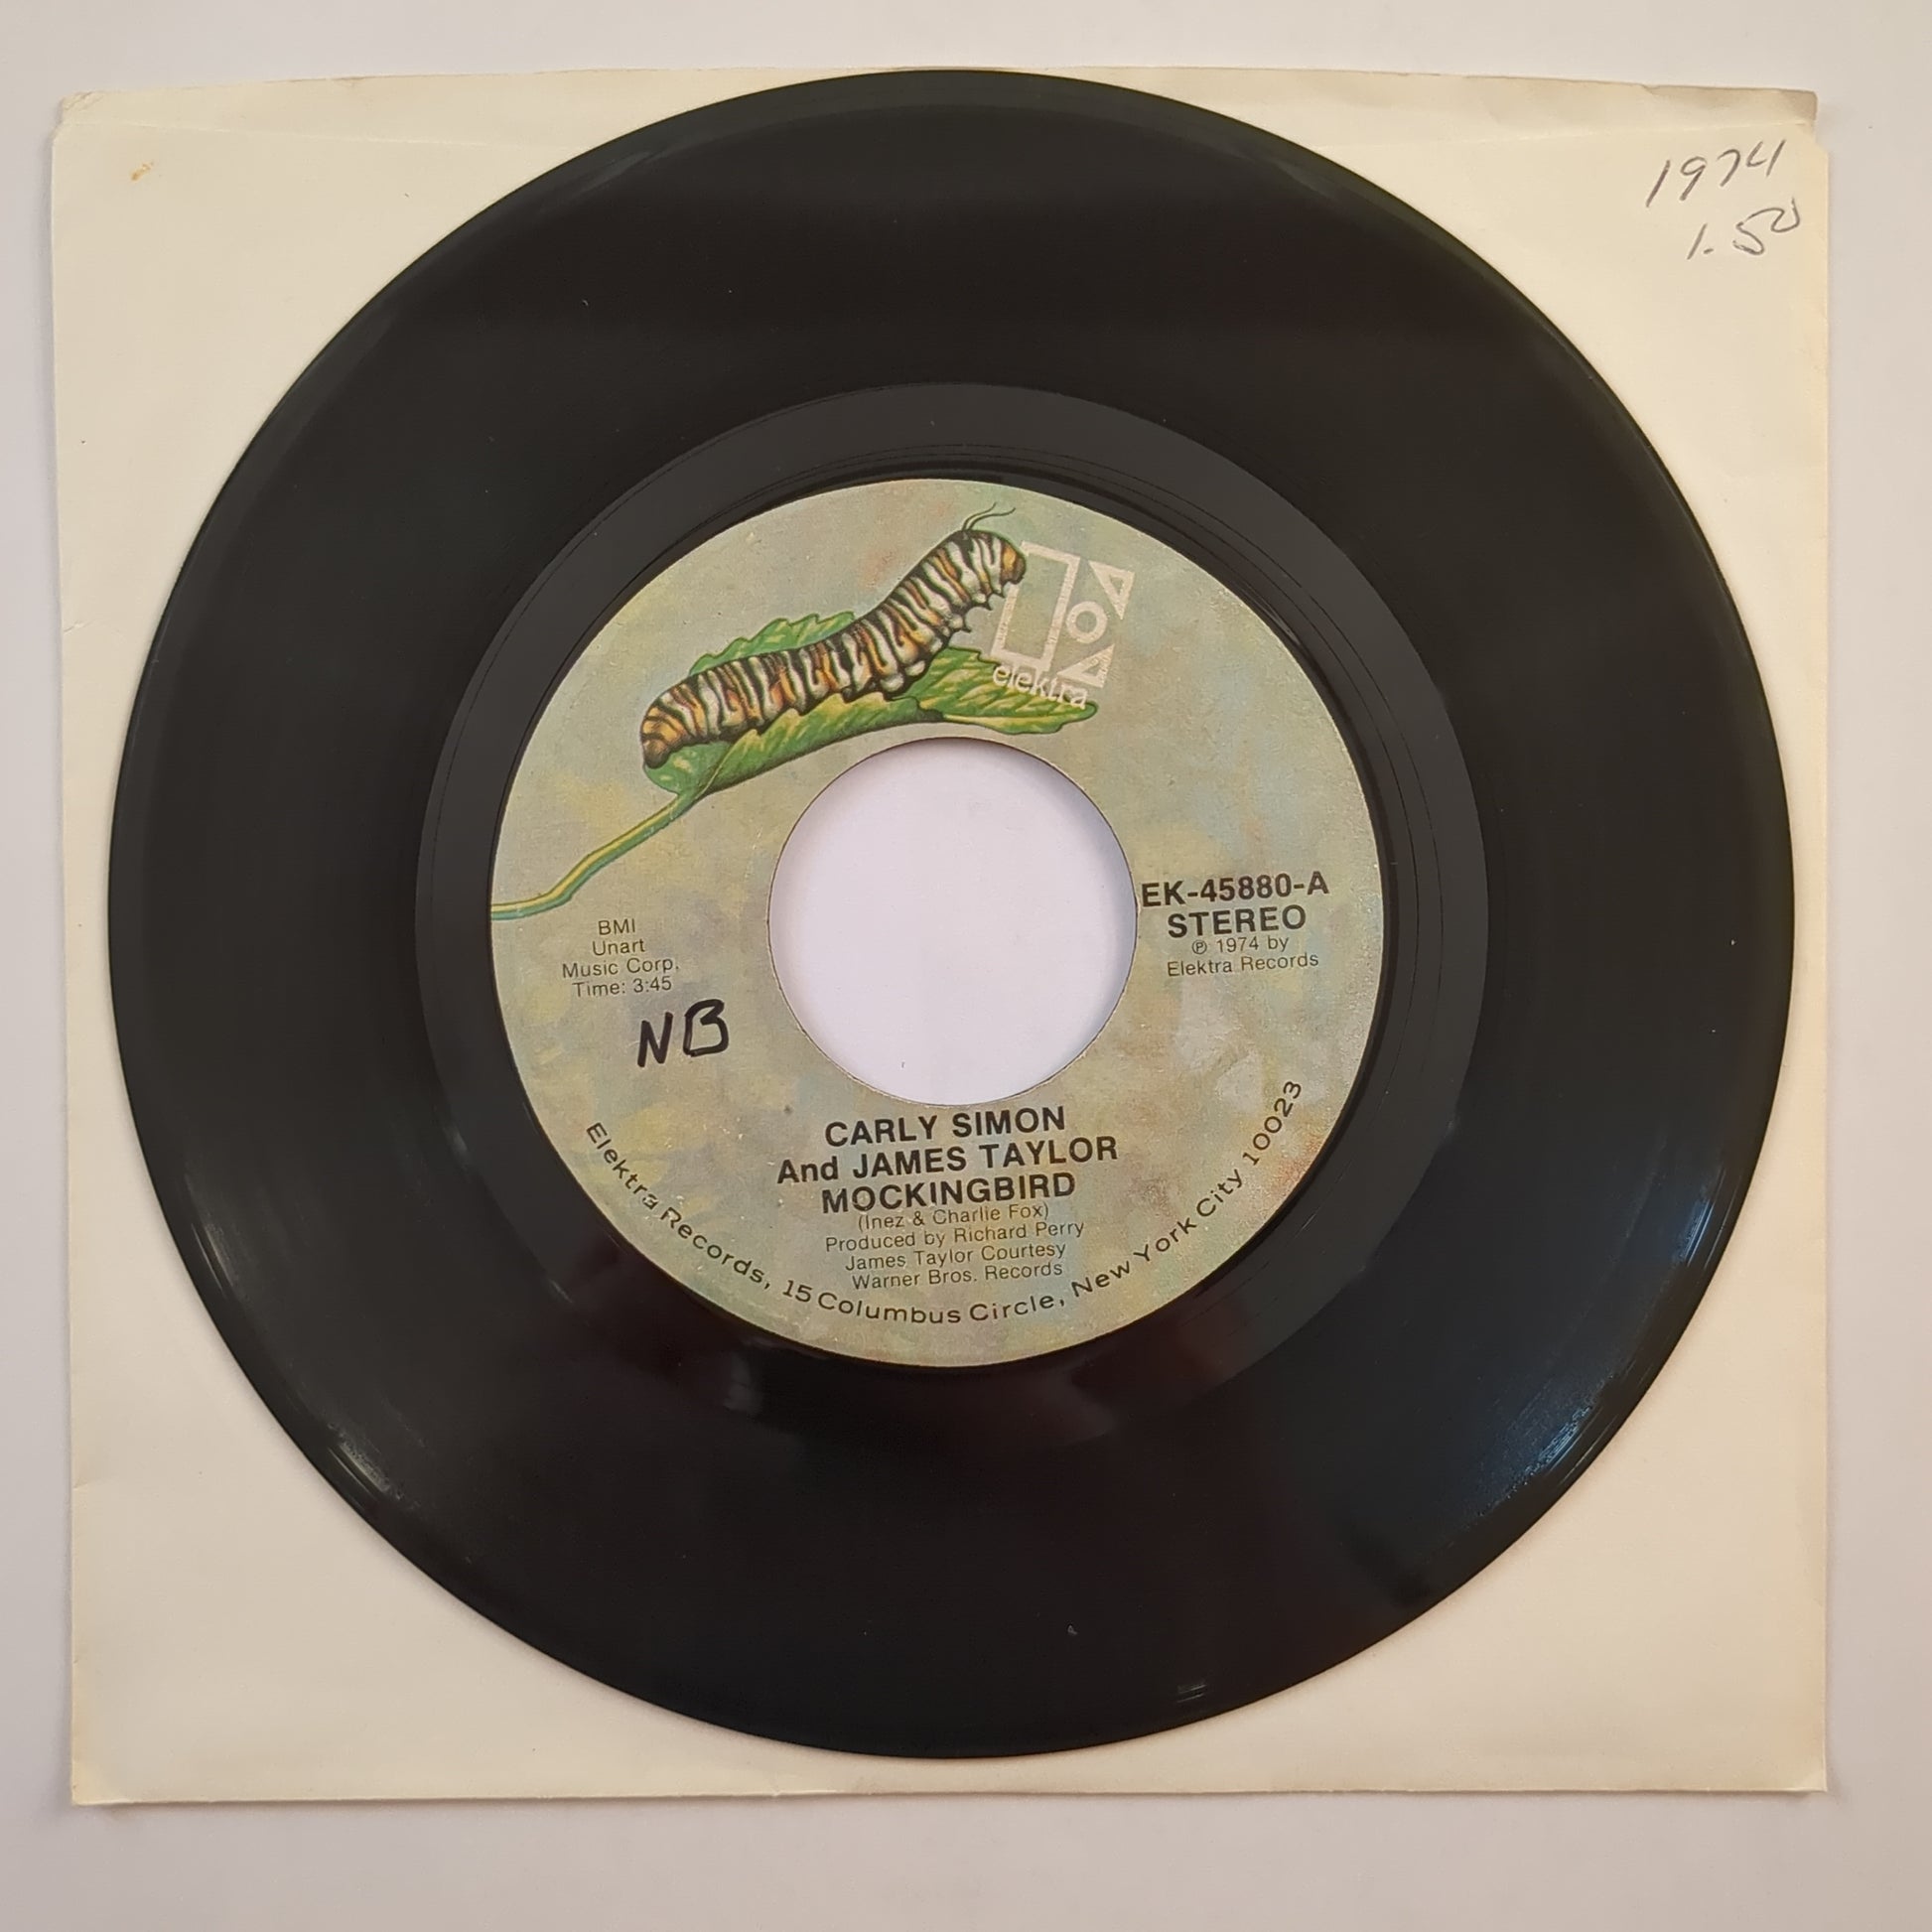 1974
1.50
elektra
EK-45880-A
STEREO
℗ 1974 by
Elektra Records
BMI
Unart
Music Corp.
Time: 3:45
NB
CARLY SIMON
And JAMES TAYLOR
MOCKINGBIRD
(Inez & Charlie Fox)
Produced by Richard Perry
James Taylor Courtesy
Warner Bros. Records
Elektra Records, 15 Columbus Circle, New York City 10023